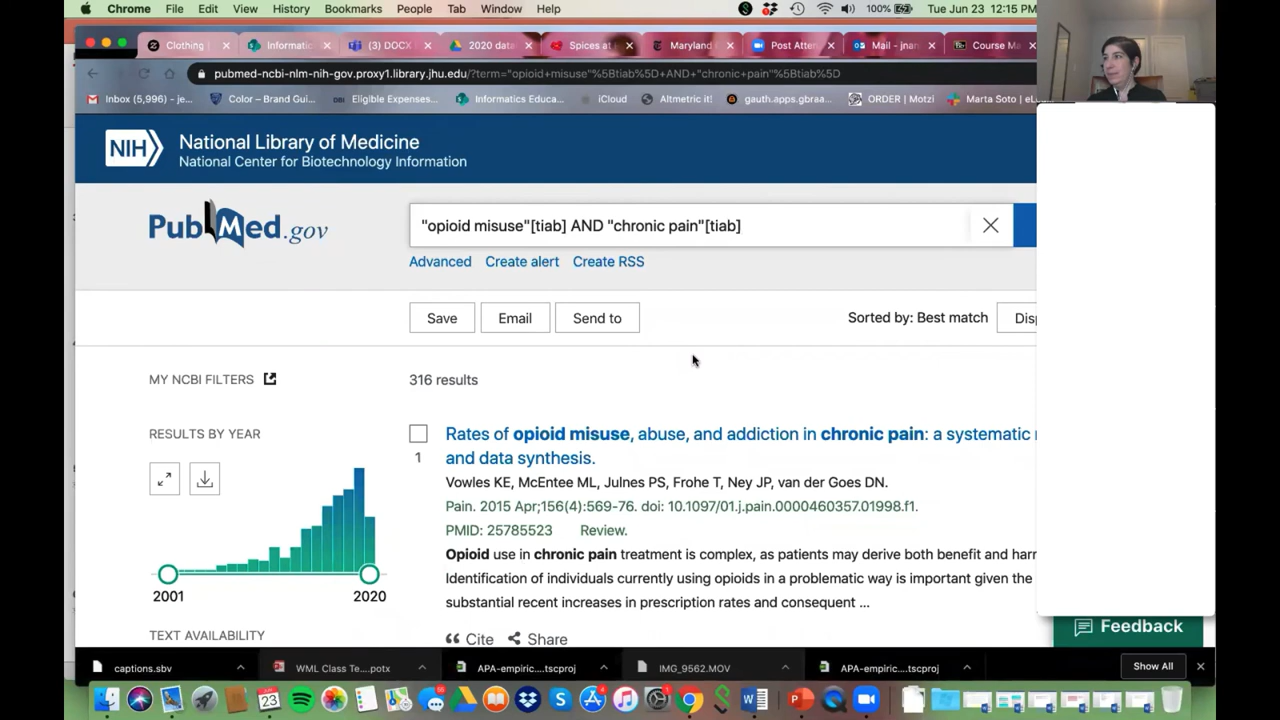 Chrome File Edit View History Bookmarks People Tab Window Help 100% Tue Jun 23 12:15 PM
Clothing Informatic (3) DOCX 2020 data Spices at Maryland Post Atten Mail - jnan Course Ma
pubmed-ncbi-nlm-nih-gov.proxy1.library.jhu.edu/?term="opioid+misuse"%5Btiab%5D+AND+"chronic+pain"%5Btiab%5D
Inbox (5,996) - je... Color – Brand Gui... DBI Eligible Expenses... Informatics Educa... iCloud Altmetric it! gauth.apps.gbraa... ORDER | Motzi Marta Soto | eL
NIH National Library of Medicine
National Center for Biotechnology Information
PubMed.gov
"opioid misuse"[tiab] AND "chronic pain"[tiab]
Advanced Create alert Create RSS
Save Email Send to Sorted by: Best match Disp
MY NCBI FILTERS
316 results
RESULTS BY YEAR
2001 2020
TEXT AVAILABILITY
1
Rates of opioid misuse, abuse, and addiction in chronic pain: a systematic
and data synthesis.
Vowles KE, McEntee ML, Julnes PS, Frohe T, Ney JP, van der Goes DN.
Pain. 2015 Apr;156(4):569-76. doi: 10.1097/01.j.pain.0000460357.01998.f1.
PMID: 25785523 Review.
Opioid use in chronic pain treatment is complex, as patients may derive both benefit and harr
Identification of individuals currently using opioids in a problematic way is important given the
substantial recent increases in prescription rates and consequent ...
Cite Share
Feedback
captions.sbv WML Class Te....potx APA-empiric....tscproj IMG_9562.MOV APA-empiric....tscproj Show All
JUN
23